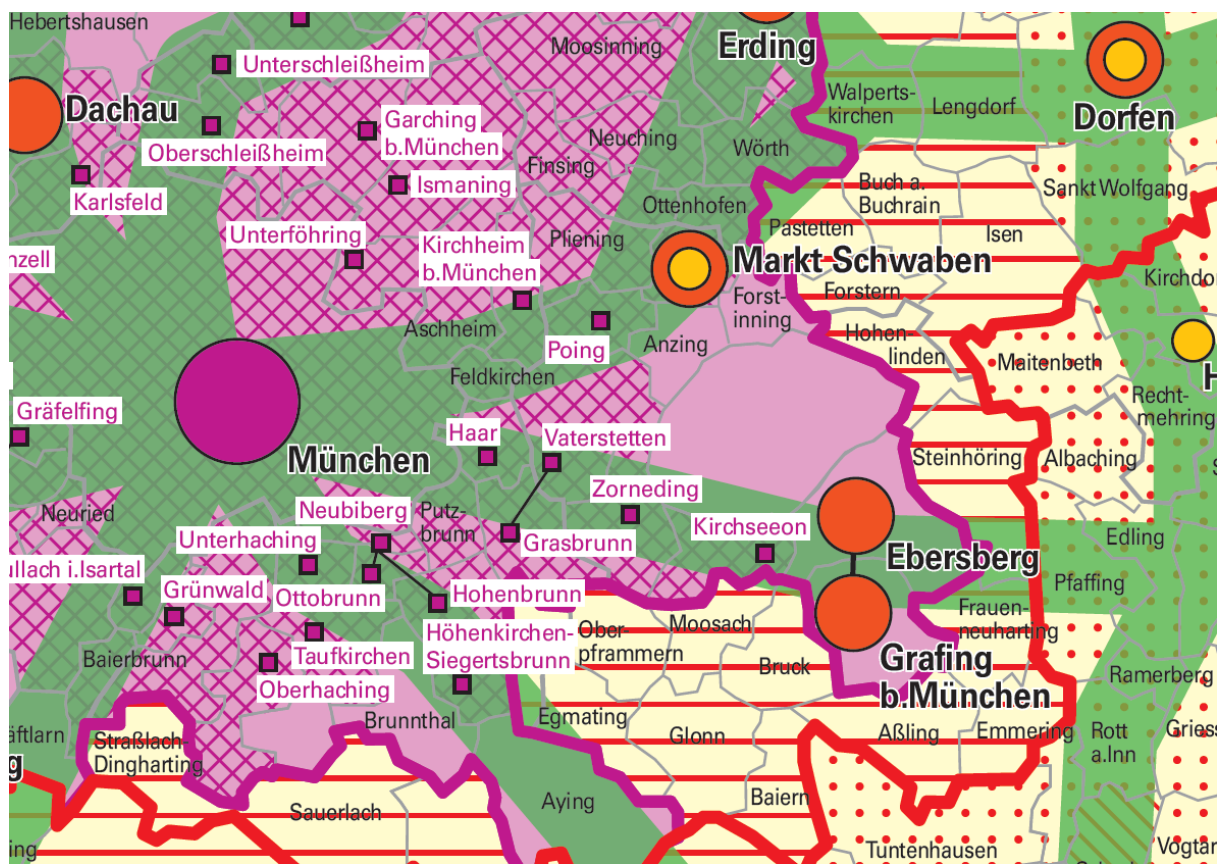 Hebertshausen
Moosinning
Erding
Unterschleißheim
Dachau
Walperts-
kirchen
Lengdorf
Dorfen
Garching
b.München
Neuching
Oberschleißheim
Wörth
Finsing
Ismaning
Karlsfeld
Buch a.
Buchrain
Sankt Wolfgang
Ottenhofen
Unterföhring
Kirchheim
b.München
Pliening
Pastetten
Isen
nzell
Markt Schwaben
Kirchdor
Forst-
inning
Forstern
Aschheim
Hohen
linden
Poing
Anzing
Maitenbeth
H
Feldkirchen
Recht-
mehring
Gräfelfing
Haar
Vaterstetten
München
Steinhöring
Albaching
Zorneding
Neuried
Neubiberg
Putz-
brunn
Kirchseeon
Unterhaching
Grasbrunn
Ebersberg
Edling
ullach i.Isartal
Grünwald
Ottobrunn
Hohenbrunn
Pfaffing
Frauen-
neuharting
Ober-
pframmern
Moosach
Höhenkirchen-
Siegertsbrunn
Taufkirchen
Baierbrunn
Bruck
Grafing
b.München
Ramerberg
Oberhaching
Brunnthal
Egmating
Glonn
Aßling
Emmering
Rott
a.Inn
Griess
äftlarn
Straßlach-
Dingharting
g
Sauerlach
Aying
Baiern
ing
Tuntenhausen
Vogtar